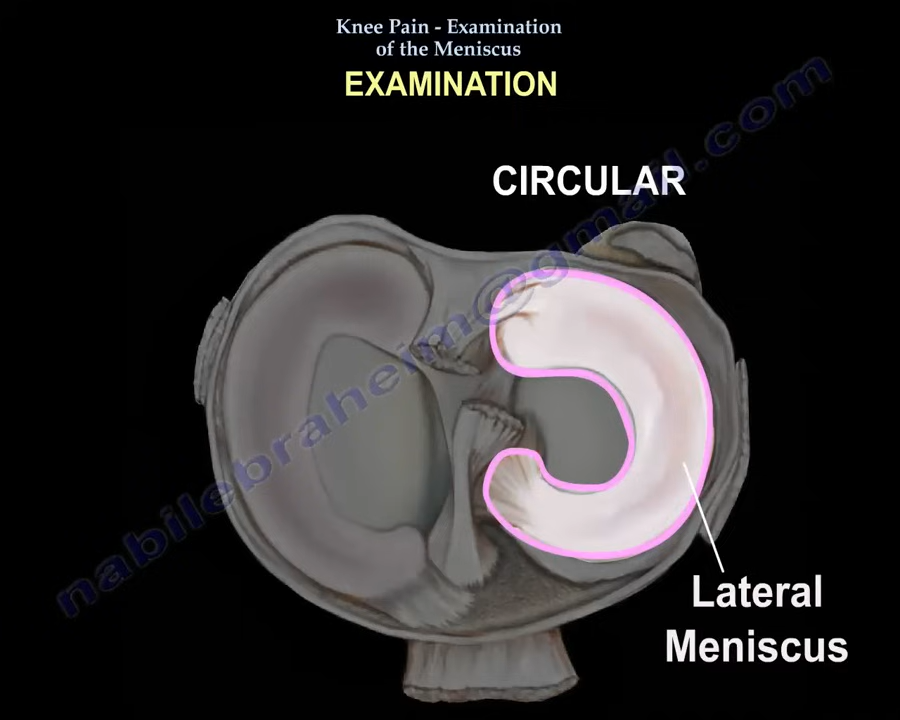 Knee Pain - Examination
of the Meniscus
EXAMINATION
CIRCULAR
nabilebraheim@gmail.com
Lateral
Meniscus